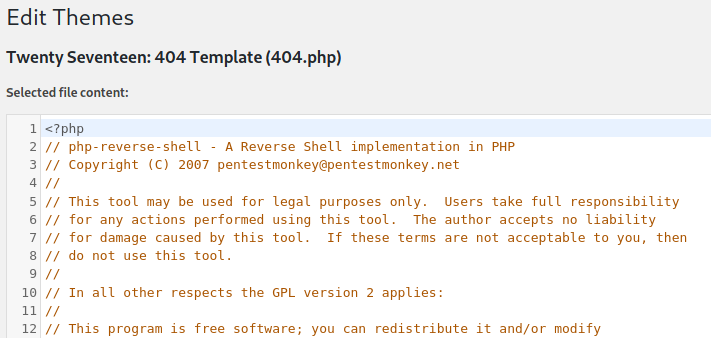 Edit Themes
Twenty Seventeen: 404 Template (404.php)
Selected file content:
1 <?php
2 // php-reverse-shell - A Reverse Shell implementation in PHP
3 // Copyright (C) 2007 pentestmonkey@pentestmonkey.net
4 //
5 // This tool may be used for legal purposes only.  Users take full responsibility
6 // for any actions performed using this tool.  The author accepts no liability
7 // for damage caused by this tool.  If these terms are not acceptable to you, then
8 // do not use this tool.
9 //
10 // In all other respects the GPL version 2 applies:
11 //
12 // This program is free software; you can redistribute it and/or modify